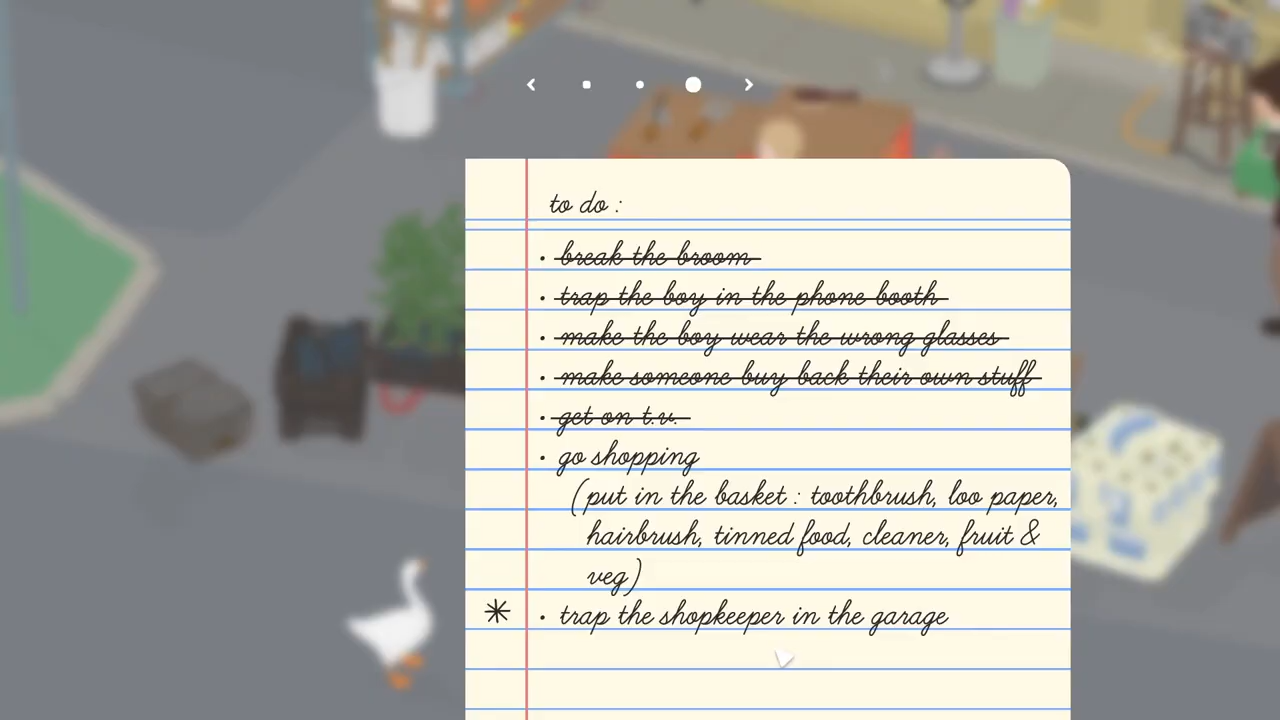 to do :
• break the broom
• trap the boy in the phone booth
• make the boy wear the wrong glasses
• make someone buy back their own stuff
• get on t.v.
• go shopping
(put in the basket : toothbrush, loo paper,
hairbrush, tinned food, cleaner, fruit &
veg)
• trap the shopkeeper in the garage